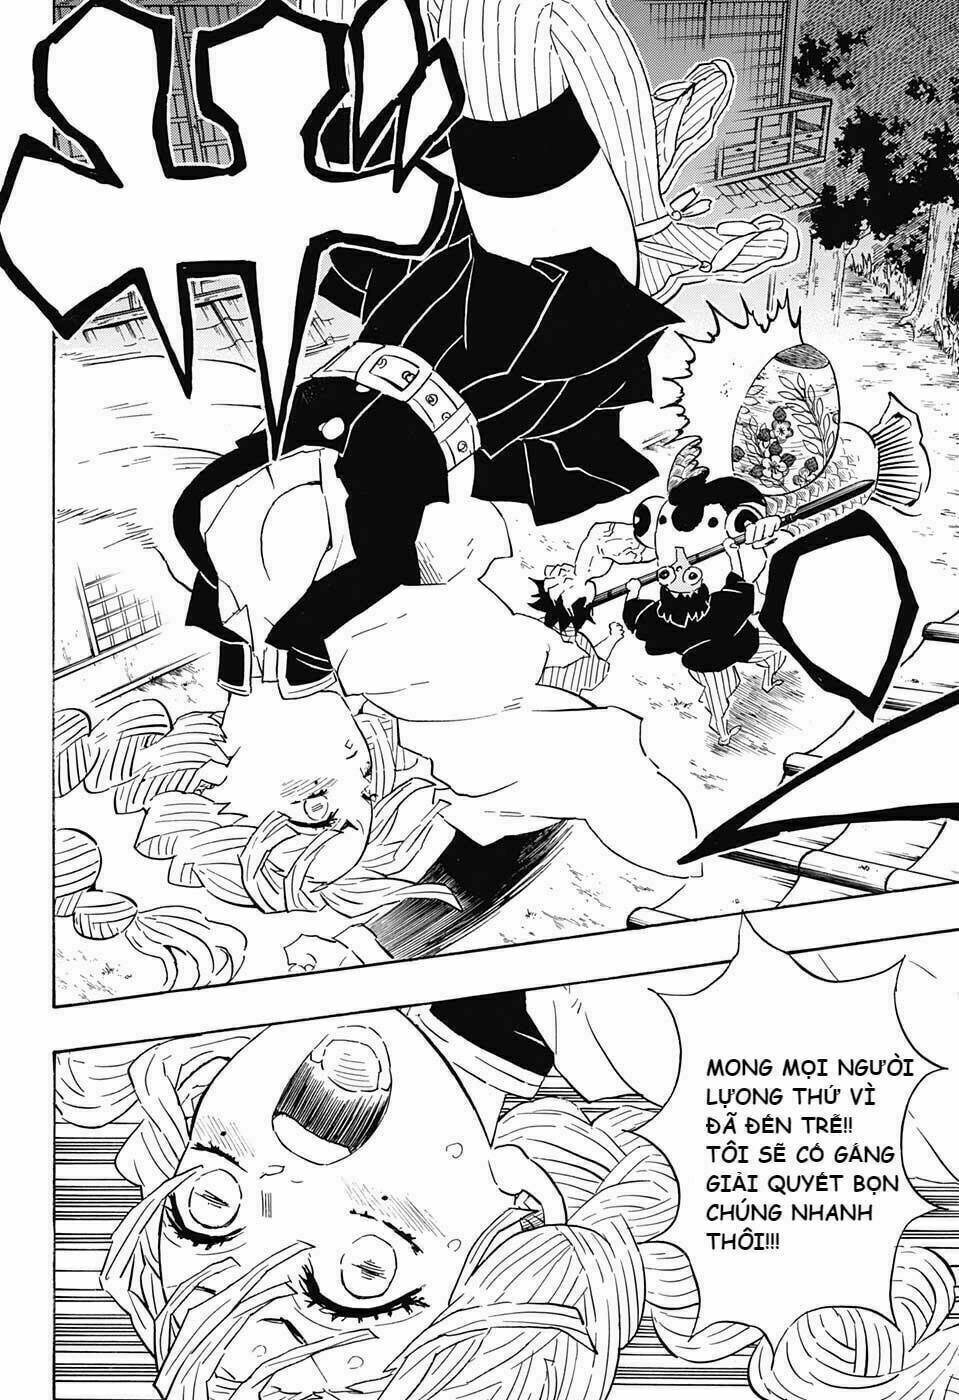 MONG MỌI NGƯỜI
LƯỢNG THỨ VÌ
ĐÃ ĐẾN TRỄ!!
TÔI SẼ CỐ GẮNG
GIẢI QUYẾT BỌN
CHÚNG NHANH
THÔI!!!